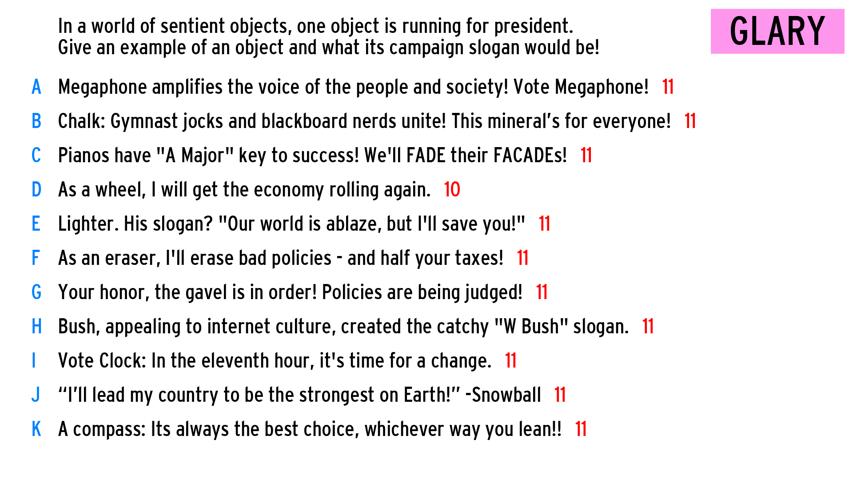 In a world of sentient objects, one object is running for president.
Give an example of an object and what its campaign slogan would be!
GLARY
A Megaphone amplifies the voice of the people and society! Vote Megaphone! 11
B Chalk: Gymnast jocks and blackboard nerds unite! This mineral's for everyone! 11
C Pianos have "A Major" key to success! We'll FADE their FACADEs! 11
D As a wheel, I will get the economy rolling again. 10
E Lighter. His slogan? "Our world is ablaze, but I'll save you!" 11
F As an eraser, I'll erase bad policies - and half your taxes! 11
G Your honor, the gavel is in order! Policies are being judged! 11
H Bush, appealing to internet culture, created the catchy "W Bush" slogan. 11
I Vote Clock: In the eleventh hour, it's time for a change. 11
J “I’ll lead my country to be the strongest on Earth!” -Snowball 11
K A compass: Its always the best choice, whichever way you lean!! 11